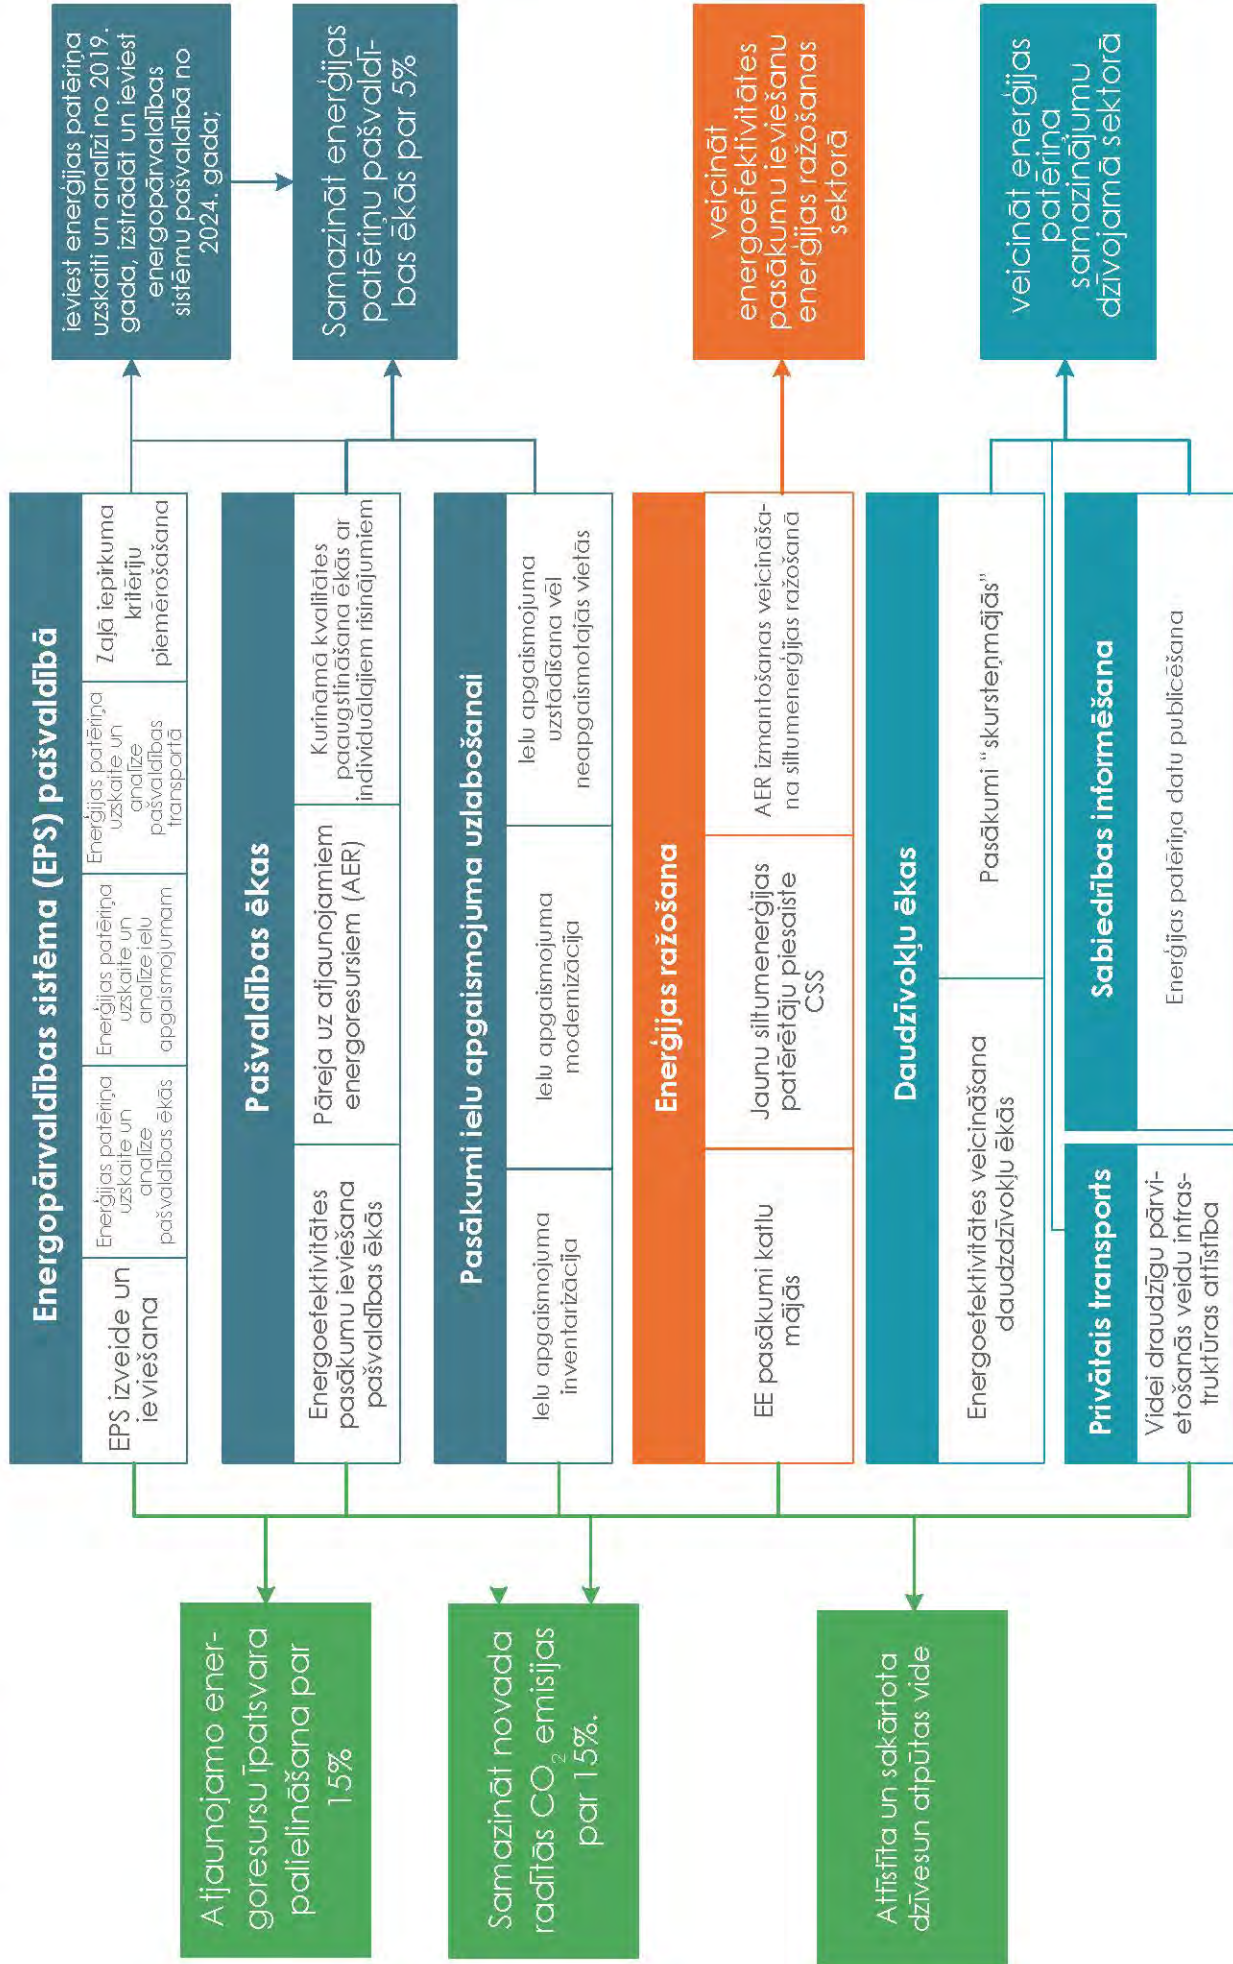 Atjaunojamo ener-
goresursu īpatsvara
palielināšana par
15%
Samazināt novada
radītās CO₂ emisijas
par 15%.
Attīstīta un sakārtota
dzīvesun atpūtas vide
Energopārvaldības sistēma (EPS) pašvaldībā
EPS izveide un
ieviešana
Enerģijas patēriņa
uzskaite un
analīze
pašvaldības ēkās
Enerģijas patēriņa
uzskaite un
analīze ielu
apgaismojumam
Enerģijas patēriņa
uzskaite un
analīze
pašvaldības
transportā
Zaļā iepirkuma
kritēriju
piemērošašana
Pašvaldības ēkas
Energoefektivitātes
pasākumu ieviešana
pašvaldības ēkās
Pāreja uz atjaunojamiem
energoresursiem (AER)
Kurināmā kvalitātes
paaugstināšana ēkās ar
individuālajiem risinājumiem
Pasākumi ielu apgaismojuma uzlabošanai
Ielu apgaismojuma
inventarizācija
Ielu apgaismojuma
modernizācija
Ielu apgaismojuma
uzstādīšana vēl
neapgaismotajās vietās
Enerģijas ražošana
EE pasākumi katlu
mājās
Jaunu siltumenerģijas
patērētāju piesaiste
CSS
AER izmantošanas veicināša-
na siltumenerģijas ražošanā
Daudzīvokļu ēkas
Energoefektivitātes veicināšana
daudzdzīvokļu ēkās
Pasākumi “skursteņmājās”
Privātais transports
Videi draudzīgu pārvi-
etošanās veidu infras-
truktūras attīstība
Sabiedrības informēšana
Enerģijas patēriņa datu publicēšana
ieviest enerģijas patēriņa
uzskaiti un analīzi no 2019.
gada, izstrādāt un ieviest
energopārvaldības
sistēmu pašvaldībā no
2024. gada;
Samazināt enerģijas
patēriņu pašvaldī-
bas ēkās par 5%
veicināt
energoefektivitātes
pasākumu ieviešanu
enerģijas ražošanas
sektorā
veicināt enerģijas
patēriņa
samazinājumu
dzīvojamā sektorā